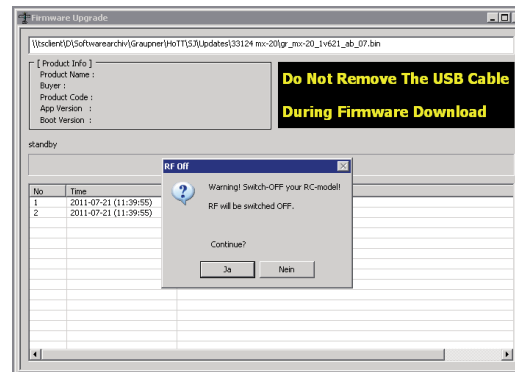 Firmware Upgrade
\\tsclient\D\Softwarearchiv\Graupner\HoTT\SJ\Updates\33124 mx-20\gr_mx-20_1v621_ab_07.bin
[ Product Info ]
Product Name :
Buyer :
Product Code :
App Version :
Boot Version :
Do Not Remove The USB Cable
During Firmware Download
standby
RF Off
Warning! Switch-OFF your RC-model!
RF will be switched OFF.
Continue?
Ja Nein
No Time
1 2011-07-21 (11:39:55)
2 2011-07-21 (11:39:55)